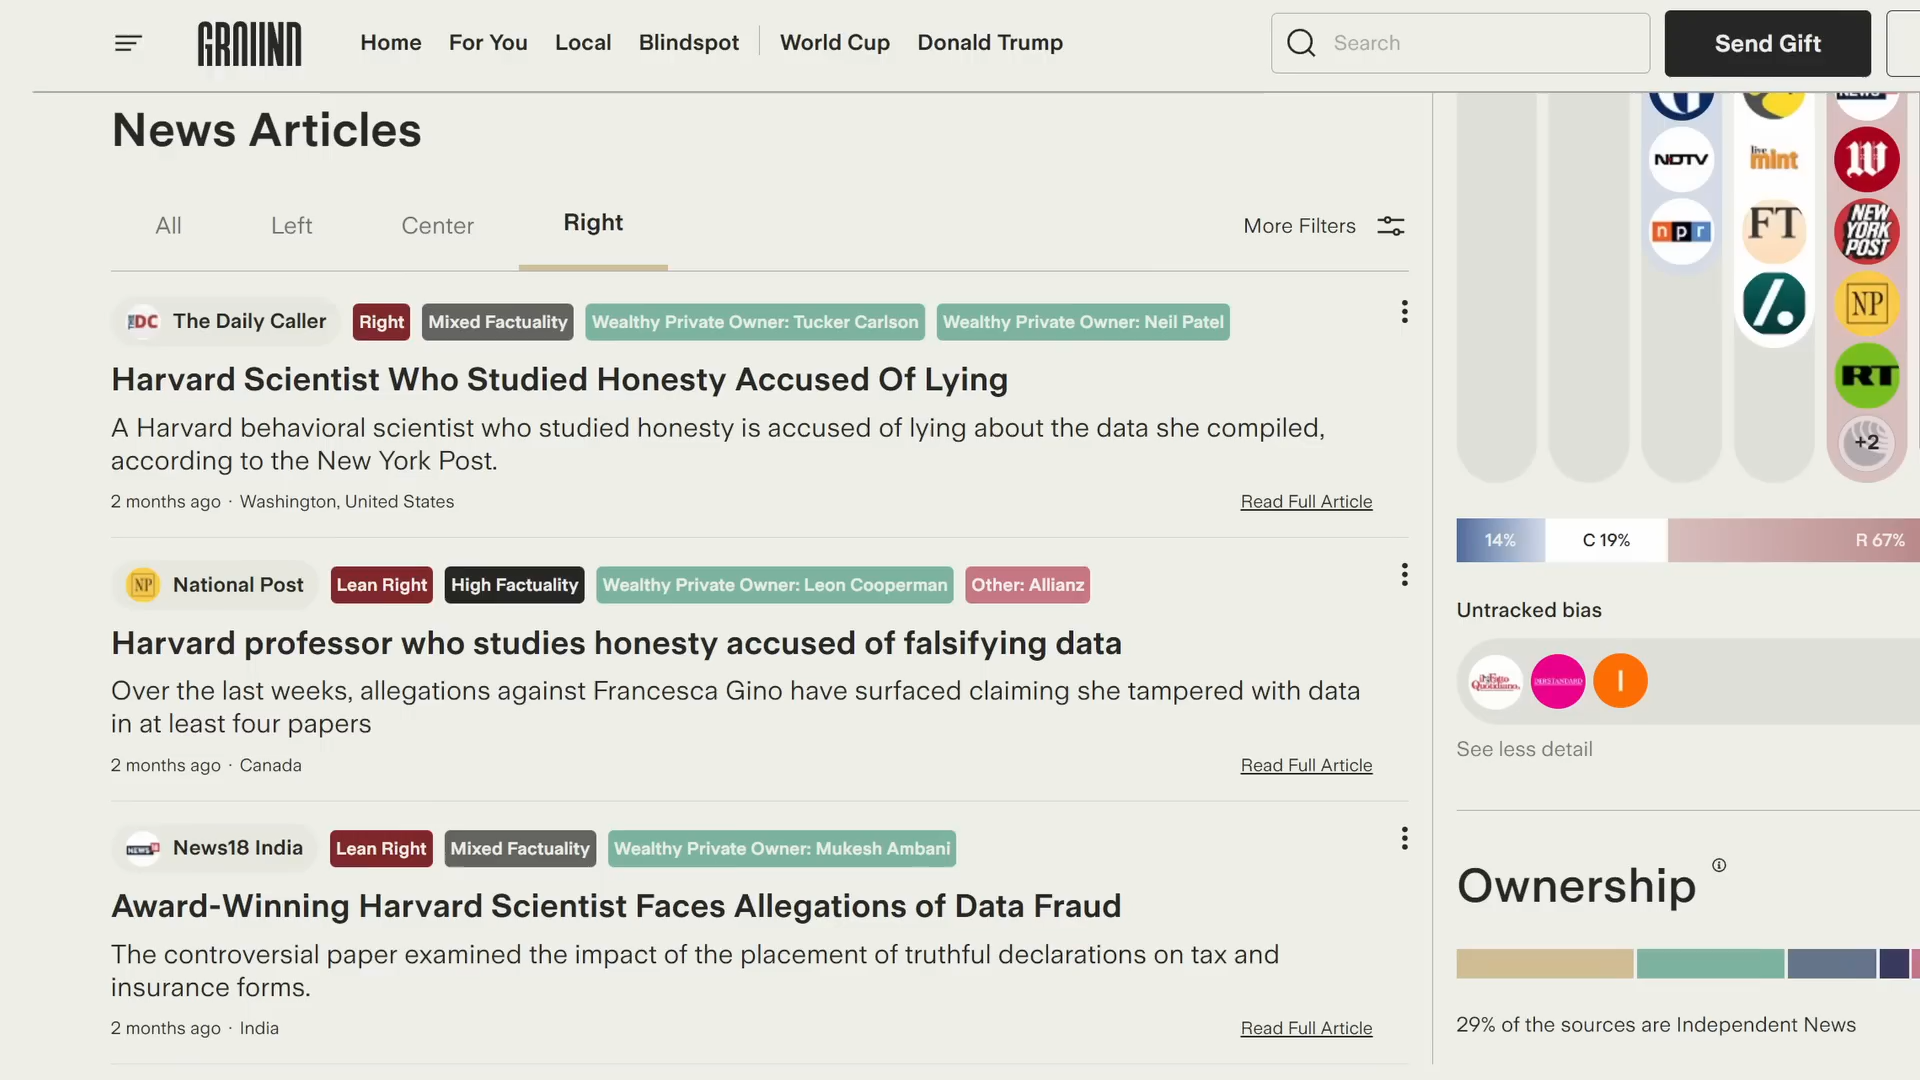 GROUND
Home
For You
Local
Blindspot
World Cup
Donald Trump
Search
Send Gift
News Articles
All
Left
Center
Right
More Filters
The Daily Caller
Right
Mixed Factuality
Wealthy Private Owner: Tucker Carlson
Wealthy Private Owner: Neil Patel
Harvard Scientist Who Studied Honesty Accused Of Lying
A Harvard behavioral scientist who studied honesty is accused of lying about the data she compiled,
according to the New York Post.
2 months ago · Washington, United States
Read Full Article
NP
National Post
Lean Right
High Factuality
Wealthy Private Owner: Leon Cooperman
Other: Allianz
Harvard professor who studies honesty accused of falsifying data
Over the last weeks, allegations against Francesca Gino have surfaced claiming she tampered with data
in at least four papers
2 months ago · Canada
Read Full Article
News18 India
Lean Right
Mixed Factuality
Wealthy Private Owner: Mukesh Ambani
Award-Winning Harvard Scientist Faces Allegations of Data Fraud
The controversial paper examined the impact of the placement of truthful declarations on tax and
insurance forms.
2 months ago · India
Read Full Article
NDTV
live mint
W
npr
FT
NEW
YORK
POST
NP
RT
+2
14%
C 19%
R 67%
Untracked bias
I
See less detail
Ownership
29% of the sources are Independent News